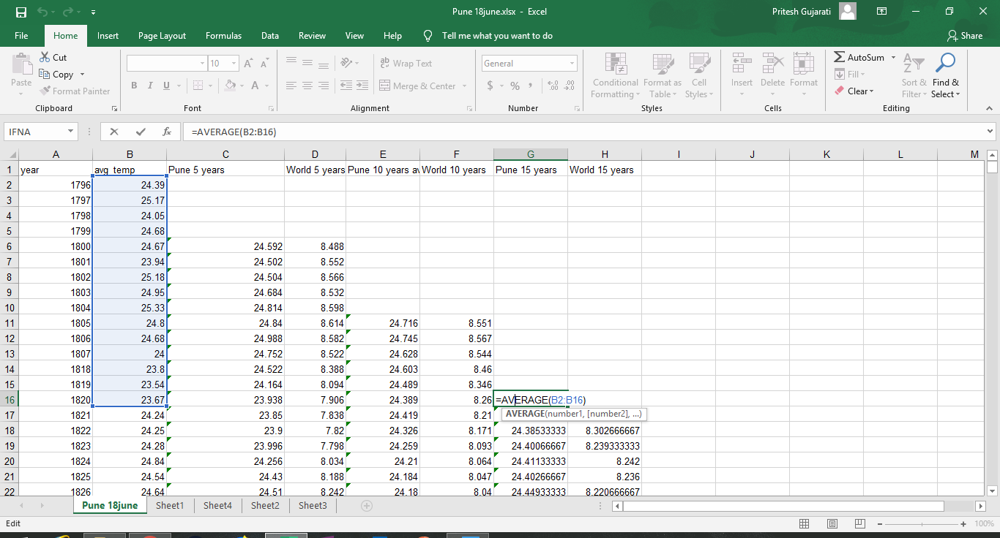 Pune 18june.xlsx - Excel
Pritesh Gujarati
File Home Insert Page Layout Formulas Data Review View Help Tell me what you want to do Share
Paste
Cut
Copy
Format Painter
Clipboard
10 A A
B I U A
Font
ab Wrap Text
Merge & Center
Alignment
General
$ % , .00 .0
Number
Conditional Formatting
Format as Table
Cell Styles
Styles
Insert Delete Format
Cells
AutoSum
Fill
Clear
Sort & Filter
Find & Select
Editing
IFNA fx =AVERAGE(B2:B16)
A B C D E F G H I J K L M
1 year avg_temp Pune 5 years World 5 years Pune 10 years av World 10 years Pune 15 years World 15 years
2 1796 24.39
3 1797 25.17
4 1798 24.05
5 1799 24.68
6 1800 24.67 24.592 8.488
7 1801 23.94 24.502 8.552
8 1802 25.18 24.504 8.566
9 1803 24.95 24.684 8.532
10 1804 25.33 24.814 8.598
11 1805 24.8 24.84 8.614 24.716 8.551
12 1806 24.68 24.988 8.582 24.745 8.567
13 1807 24 24.752 8.522 24.628 8.544
14 1818 23.8 24.522 8.388 24.603 8.46
15 1819 23.54 24.164 8.094 24.489 8.346
16 1820 23.67 23.938 7.906 24.389 8.26 =AVERAGE(B2:B16)
17 1821 24.24 23.85 7.838 24.419 8.21 AVERAGE(number1, [number2], ...)
18 1822 24.25 23.9 7.82 24.326 8.171 24.38533333 8.302666667
19 1823 24.28 23.996 7.798 24.259 8.093 24.40066667 8.239333333
20 1824 24.84 24.256 8.034 24.21 8.064 24.41133333 8.242
21 1825 24.54 24.43 8.188 24.184 8.047 24.40266667 8.236
22 1826 24.64 24.51 8.242 24.18 8.04 24.44933333 8.220666667
Pune 18june Sheet1 Sheet4 Sheet2 Sheet3
Edit 100%